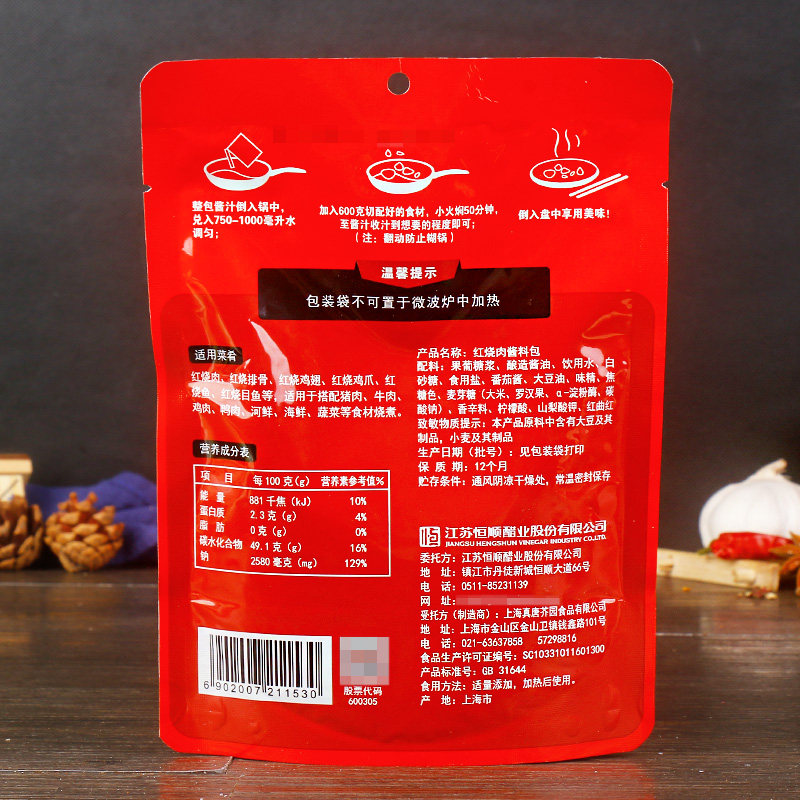 整包酱汁倒入锅中,
兑入750-1000毫升水
调匀;
加入600克切配好的食材,小火焖50分钟,
至酱汁收汁到想要的程度即可;
(注:翻动防止糊锅)
倒入盘中享用美味!
温馨提示
包装袋不可置于微波炉中加热
适用菜肴
红烧肉、红烧排骨、红烧鸡翅、红烧鸡爪、红
烧鱼、红烧目鱼等;适用于搭配猪肉、牛肉、
鸡肉、鸭肉、河鲜、海鲜、蔬菜等食材烧煮。
营养成分表
项 目 每100克(g) 营养素参考值%
能 量 881千焦(kJ) 10%
蛋白质 2.3克(g) 4%
脂 肪 0克(g) 0%
碳水化合物 49.1克(g) 16%
钠 2580毫克(mg) 129%
6 902007 211530
股票代码
600305
产品名称:红烧肉酱料包
配料:果葡糖浆、酿造酱油、饮用水、白
砂糖、食用盐、番茄酱、大豆油、味精、焦
糖色、麦芽糖(大米、罗汉果、α-淀粉酶、碳
酸钠)、香辛料、柠檬酸、山梨酸钾、红曲红
致敏物质提示:本产品原料中含有大豆及其
制品,小麦及其制品
生产日期(批号):见包装袋打印
保 质 期:12个月
贮存条件:通风阴凉干燥处,常温密封保存
恒 江苏恒顺醋业股份有限公司
JIANGSU HENGSHUN VINEGAR INDUSTRY CO.,LTD.
委托方:江苏恒顺醋业股份有限公司
地 址:镇江市丹徒新城恒顺大道66号
电 话:0511-85231139
网 址:
受托方(制造商):上海真唐芥园食品有限公司
地 址:上海市金山区金山卫镇钱鑫路101号
电 话:021-63637858 57298816
食品生产许可证编号:SC10331011601300
产品标准号:GB 31644
食用方法:适量添加,加热后使用。
产 地:上海市